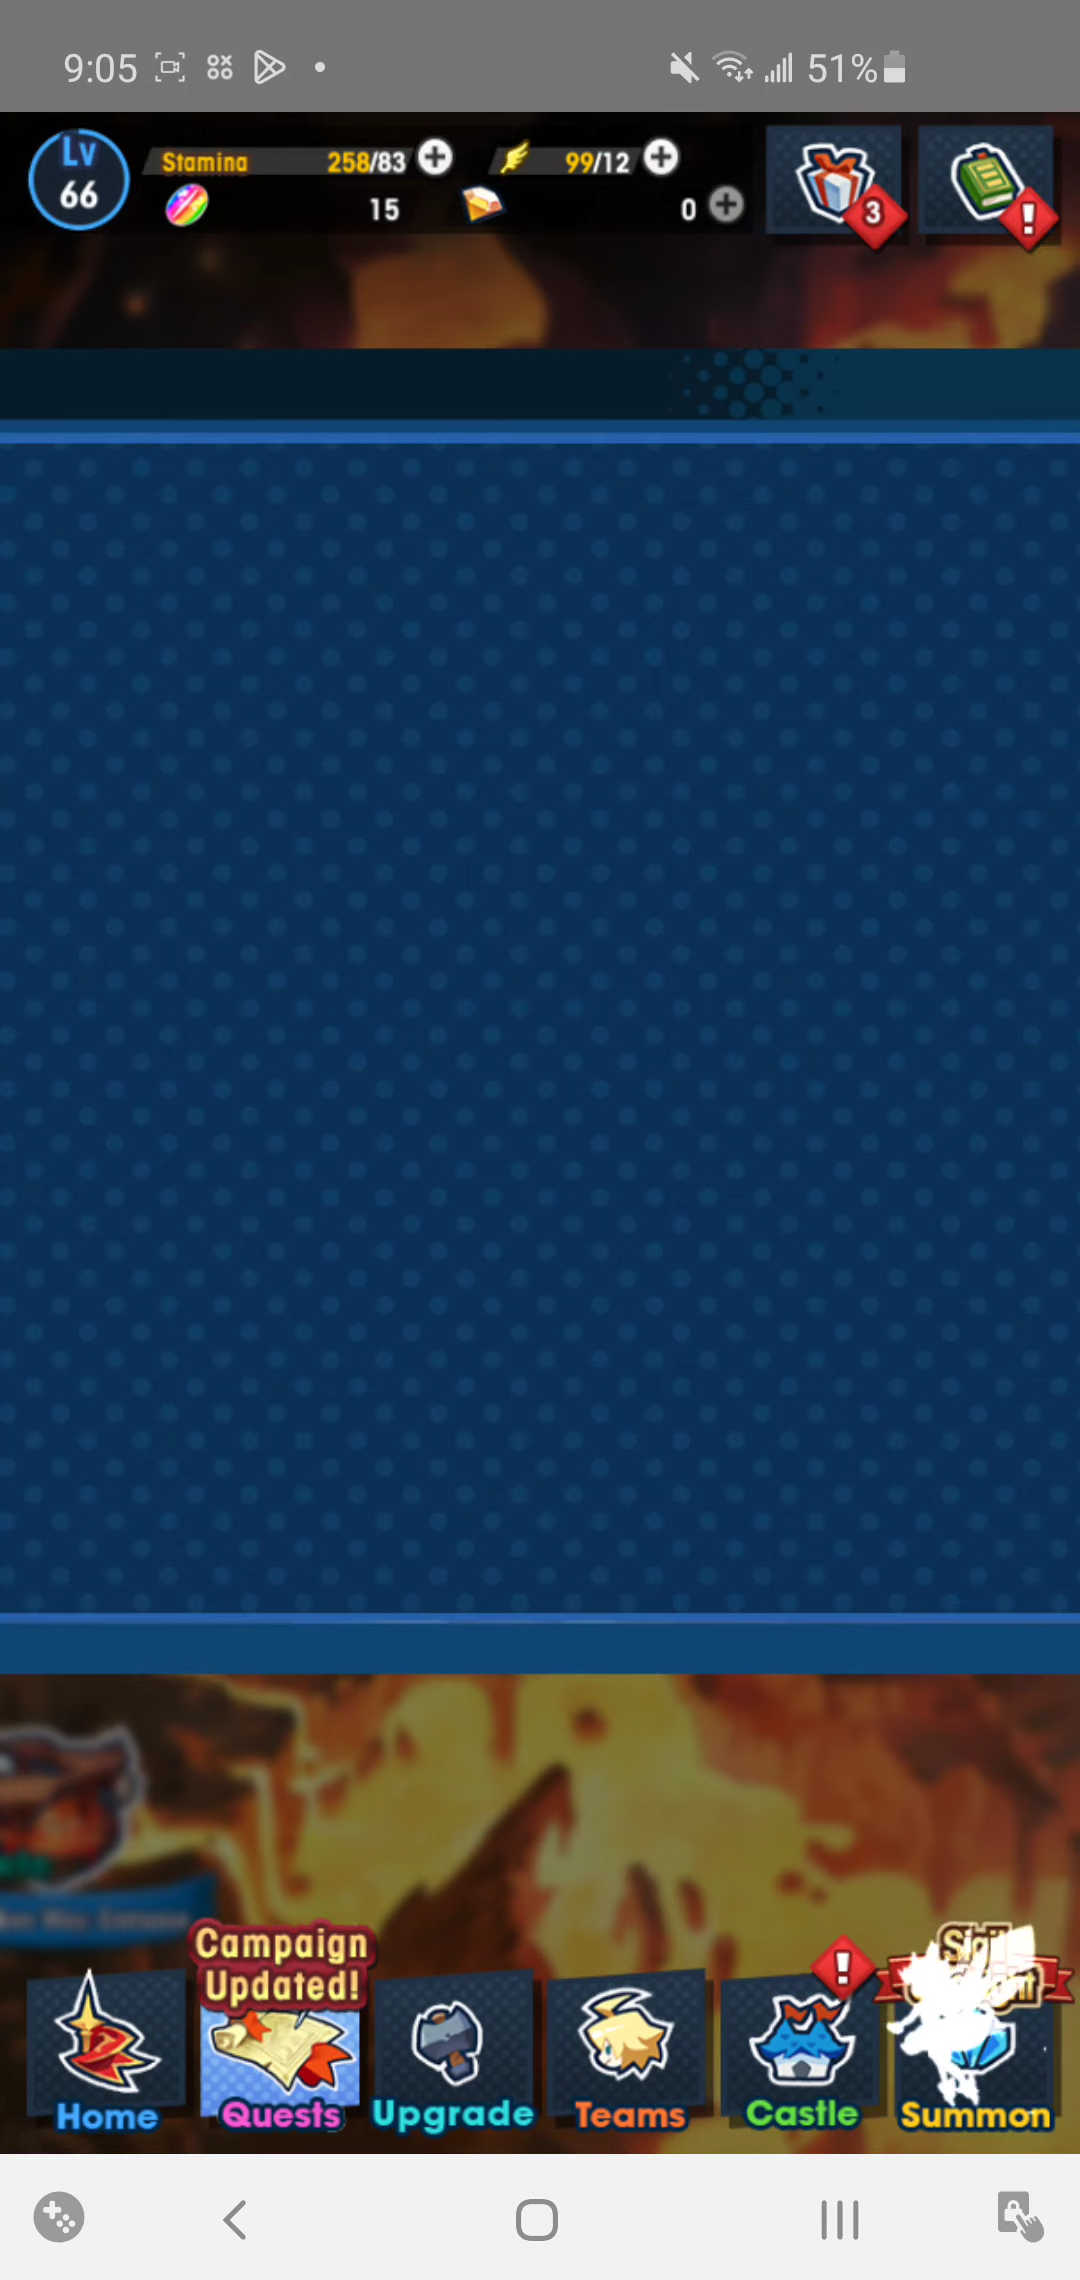 9:05 51%
Lv
66
Stamina 258/83 99/12
15 0
3
Campaign
Updated!
Home Quests Upgrade Teams Castle Summon